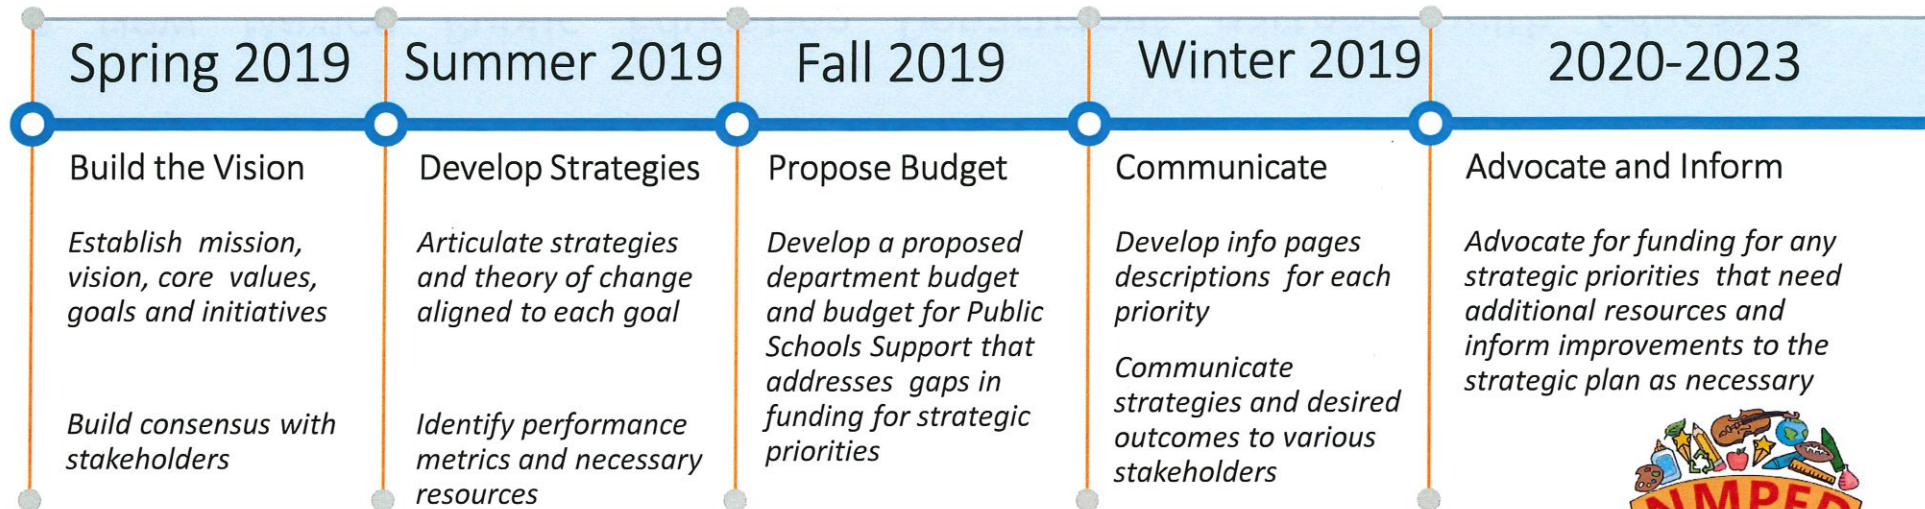 Spring 2019
Summer 2019
Fall 2019
Winter 2019
2020-2023
Build the Vision
Establish mission,
vision, core values,
goals and initiatives
Build consensus with
stakeholders
Develop Strategies
Articulate strategies
and theory of change
aligned to each goal
Identify performance
metrics and necessary
resources
Propose Budget
Develop a proposed
department budget
and budget for Public
Schools Support that
addresses gaps in
funding for strategic
priorities
Communicate
Develop info pages
descriptions for each
priority
Communicate
strategies and desired
outcomes to various
stakeholders
Advocate and Inform
Advocate for funding for any
strategic priorities that need
additional resources and
inform improvements to the
strategic plan as necessary
NMPED